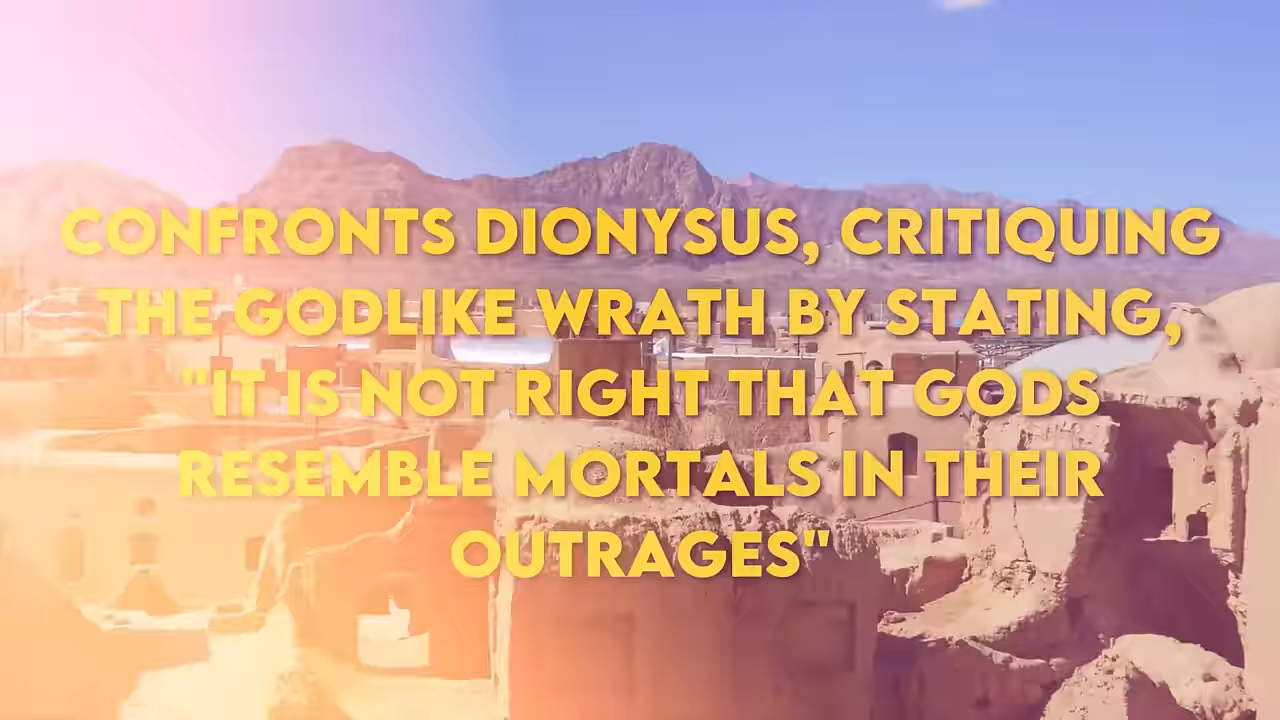 CONFRONTS DIONYSUS, CRITIQUING
THE GODLIKE WRATH BY STATING,
"IT IS NOT RIGHT THAT GODS
RESEMBLE MORTALS IN THEIR
OUTRAGES"